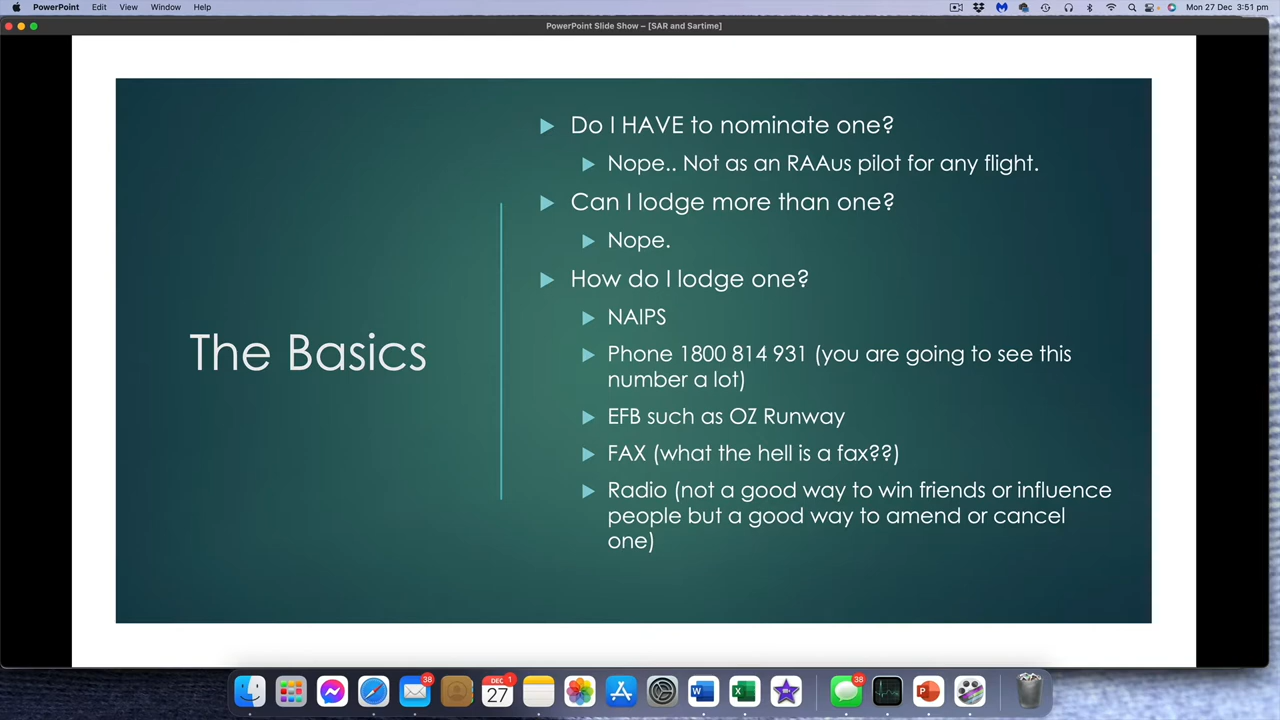 PowerPoint Edit View Window Help Mon 27 Dec 3:51 pm
PowerPoint Slide Show – [SAR and Sartime]
The Basics
Do I HAVE to nominate one?
Nope.. Not as an RAAus pilot for any flight.
Can I lodge more than one?
Nope.
How do I lodge one?
NAIPS
Phone 1800 814 931 (you are going to see this
number a lot)
EFB such as OZ Runway
FAX (what the hell is a fax??)
Radio (not a good way to win friends or influence
people but a good way to amend or cancel
one)
38
DEC
1
27
38